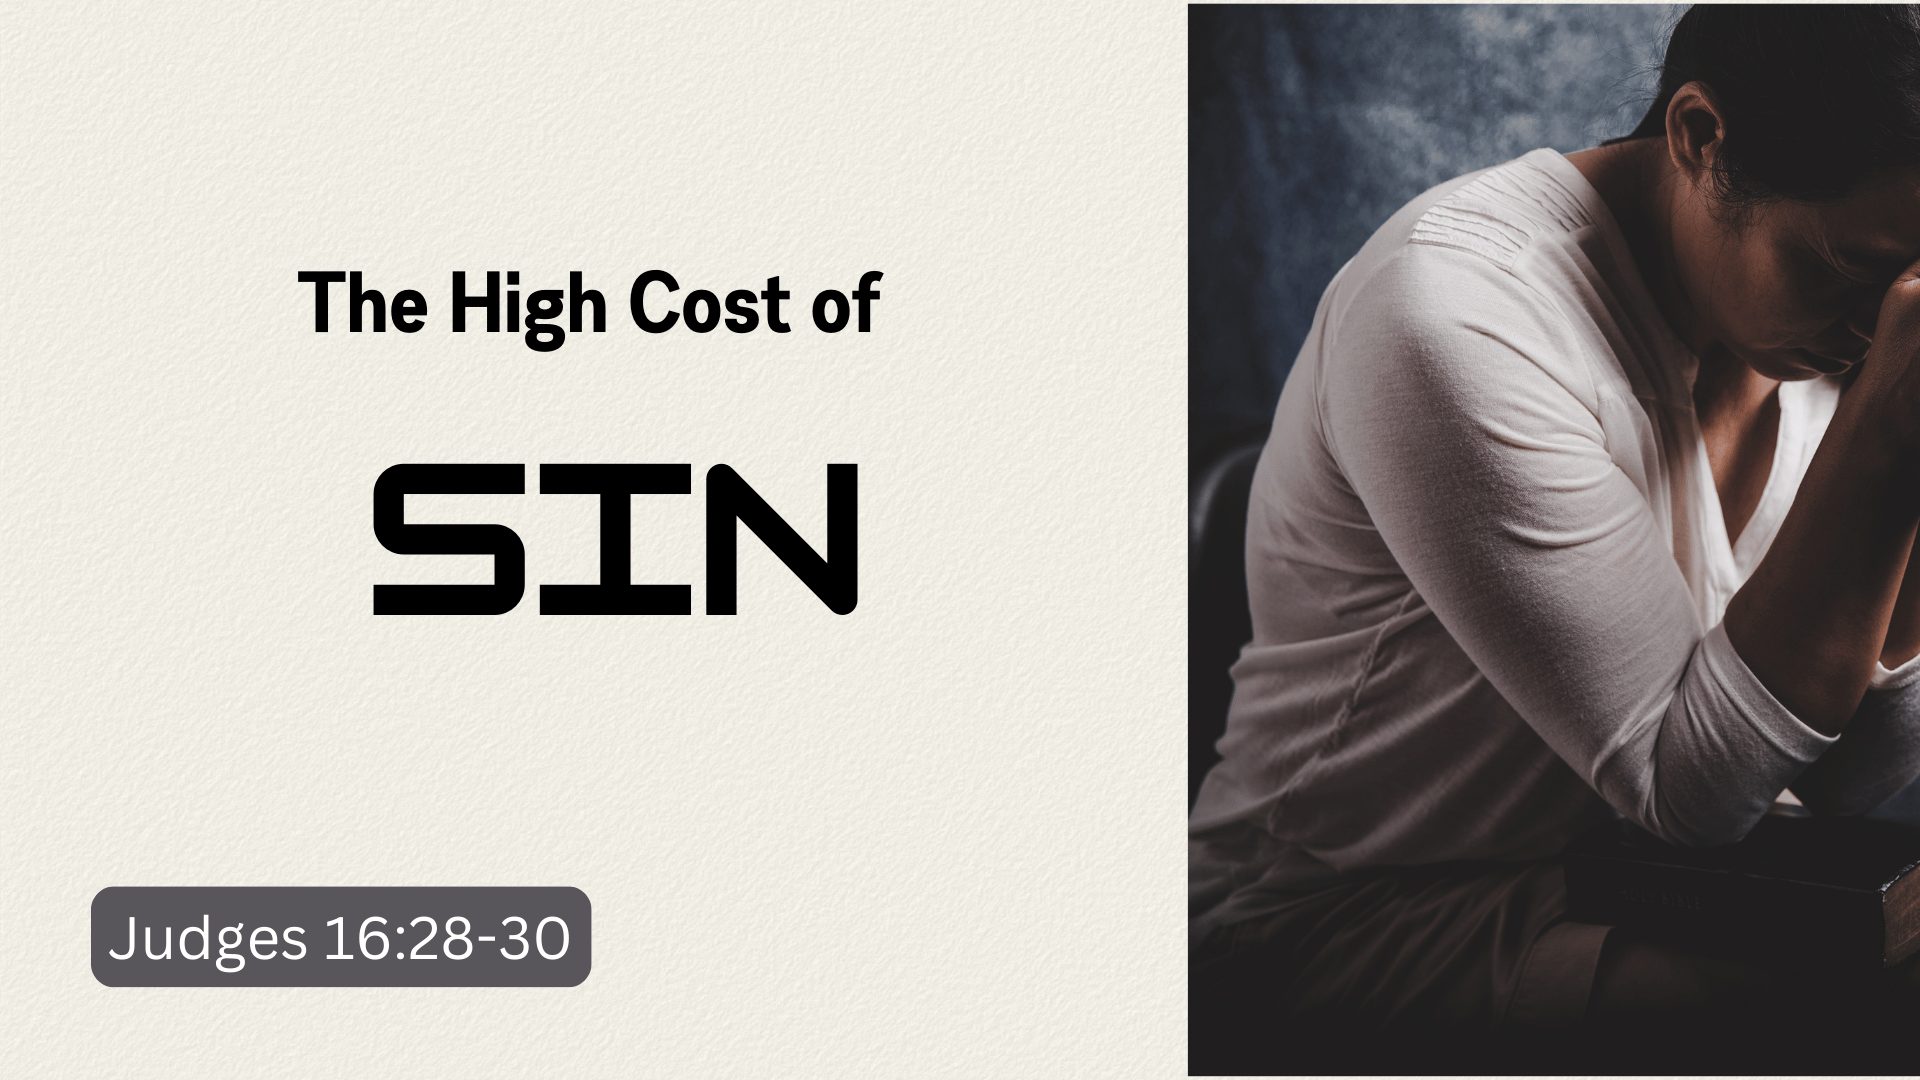 The High Cost of
SIN
Judges 16:28-30